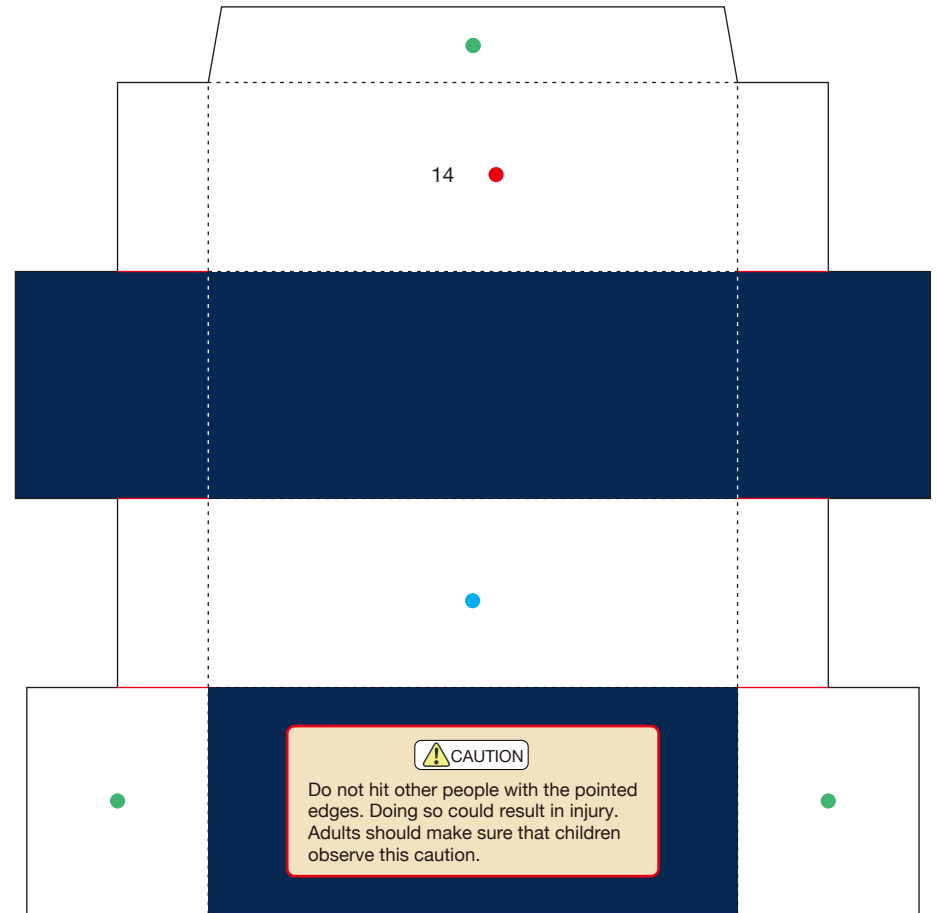 14
CAUTION
Do not hit other people with the pointed
edges. Doing so could result in injury.
Adults should make sure that children
observe this caution.